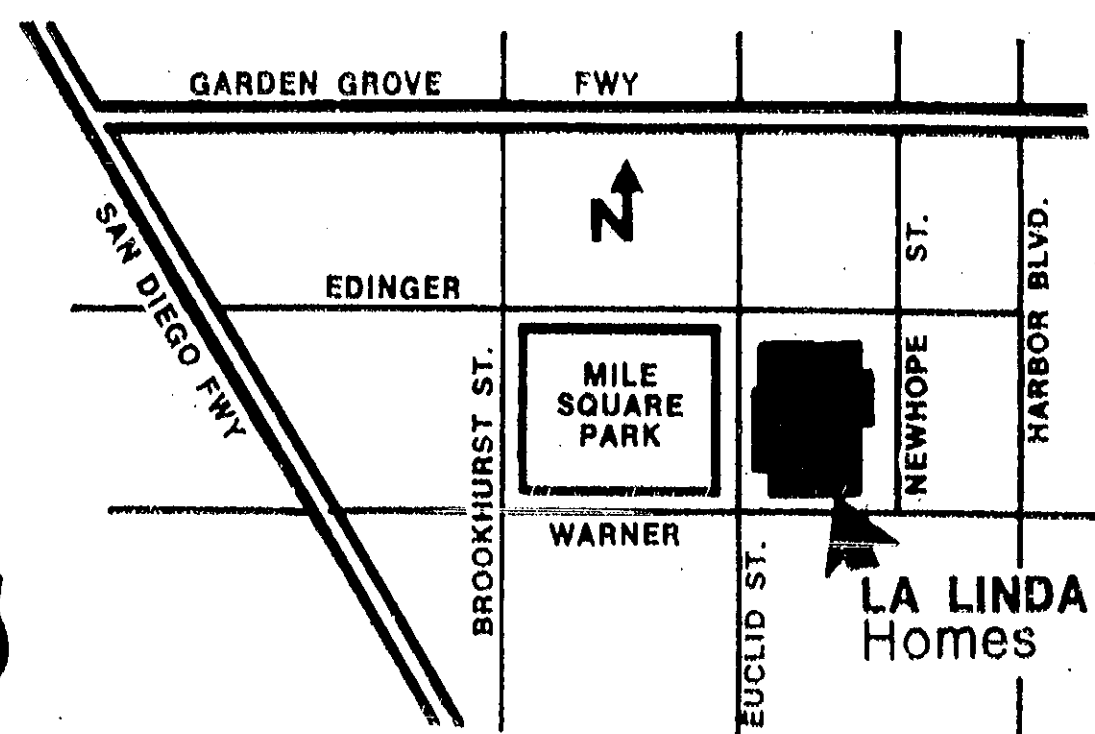 GARDEN GROVE FWY
N
SAN DIEGO FWY
EDINGER
NEWHOPE ST.
HARBOR BLVD.
BROOKHURST ST.
MILE
SQUARE
PARK
WARNER
EUCLID ST.
LA LINDA
Homes